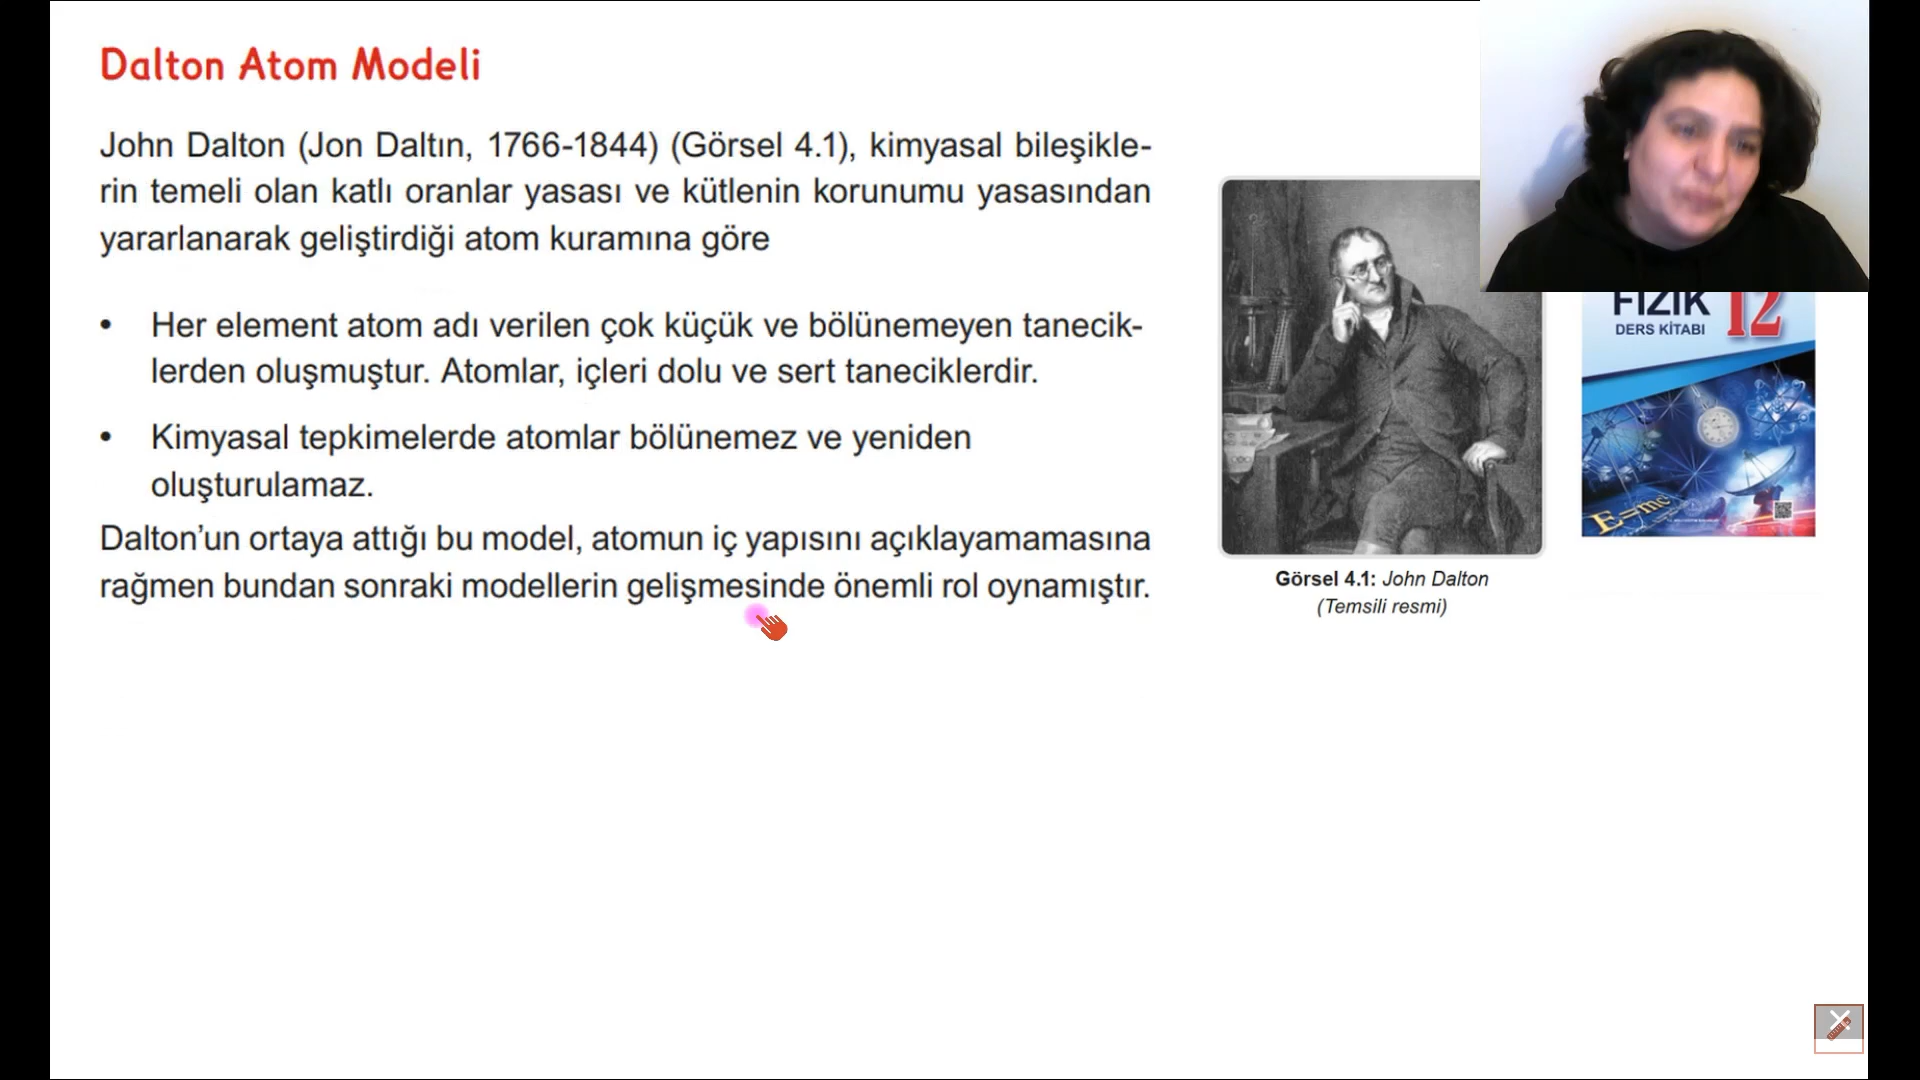 Dalton Atom Modeli
John Dalton (Jon Daltın, 1766-1844) (Görsel 4.1), kimyasal bileşikle-
rin temeli olan katlı oranlar yasası ve kütlenin korunumu yasasından
yararlanarak geliştirdiği atom kuramına göre
• Her element atom adı verilen çok küçük ve bölünemeyen tanecik-
lerden oluşmuştur. Atomlar, içleri dolu ve sert taneciklerdir.
• Kimyasal tepkimelerde atomlar bölünemez ve yeniden
oluşturulamaz.
Dalton’un ortaya attığı bu model, atomun iç yapısını açıklayamamasına
rağmen bundan sonraki modellerin gelişmesinde önemli rol oynamıştır.
Görsel 4.1: John Dalton
(Temsili resmi)
FİZİK 12
DERS KİTABI
E=mc²